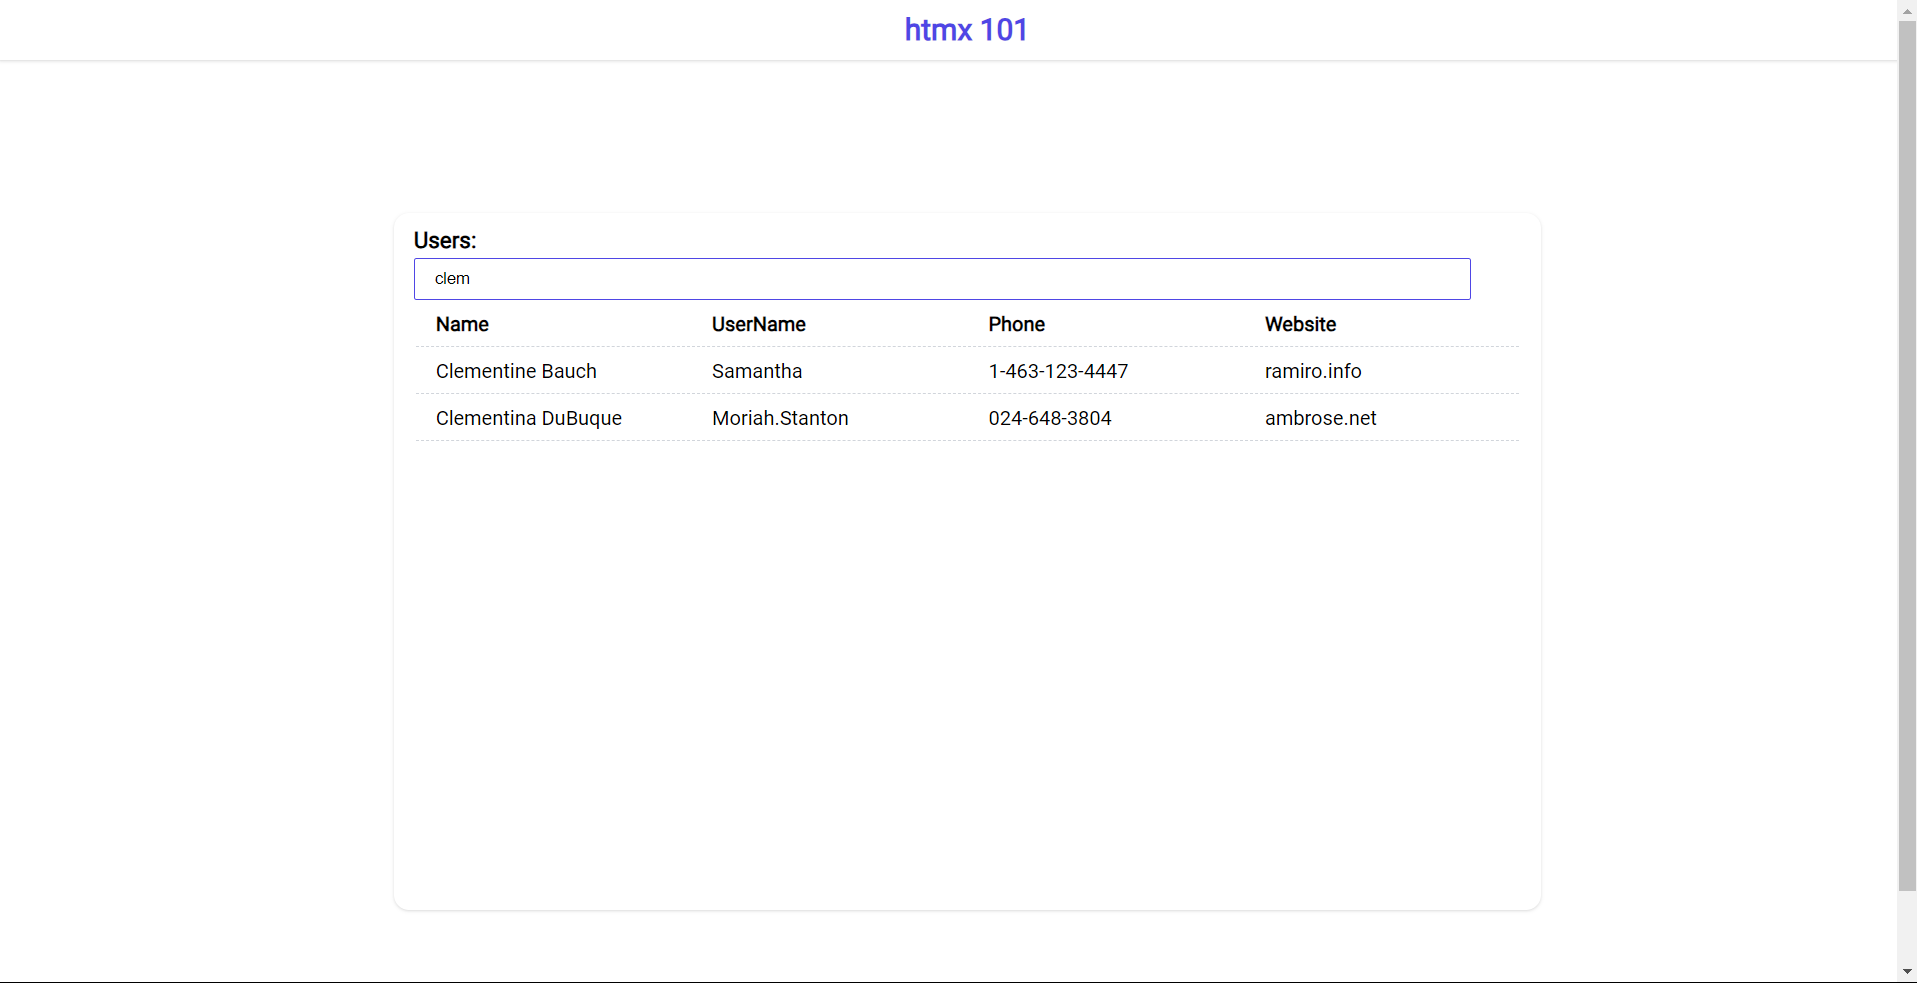 htmx 101
Users:
clem
Name UserName Phone Website
Clementine Bauch Samantha 1-463-123-4447 ramiro.info
Clementina DuBuque Moriah.Stanton 024-648-3804 ambrose.net